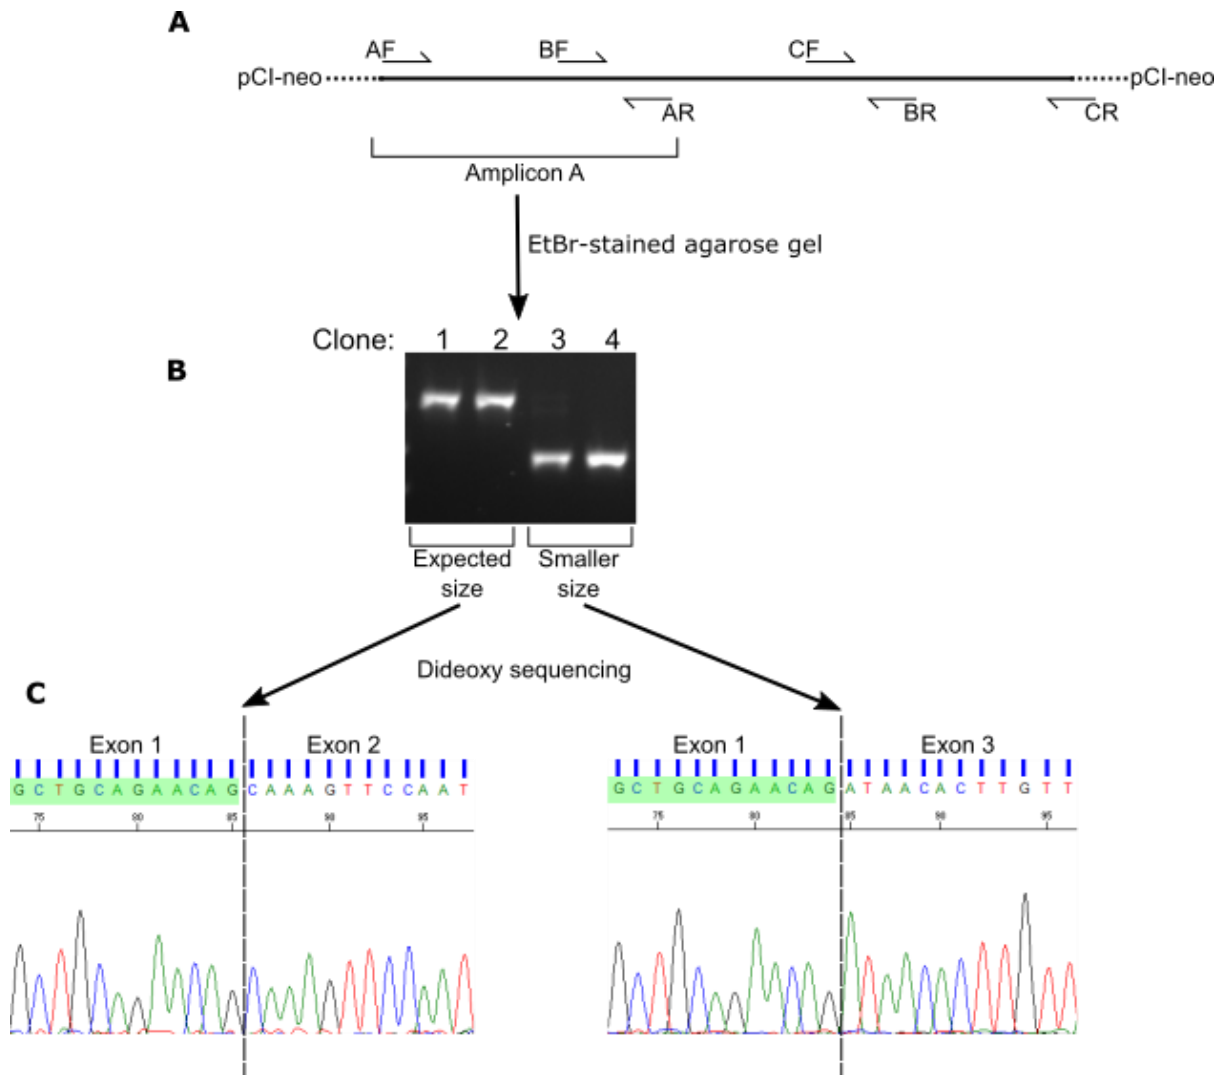 A
AF BF CF
pCI-neo pCI-neo
AR BR CR
Amplicon A
EtBr-stained agarose gel
Clone: 1 2 3 4
B
Expected size
Smaller size
Dideoxy sequencing
C
Exon 1 Exon 2
G C T G C A G A A C A G C A A A G T T C C A A T
75 80 85 90 95
Exon 1 Exon 3
G C T G C A G A A C A G A T A A C A C T T G T T
75 80 85 90 95